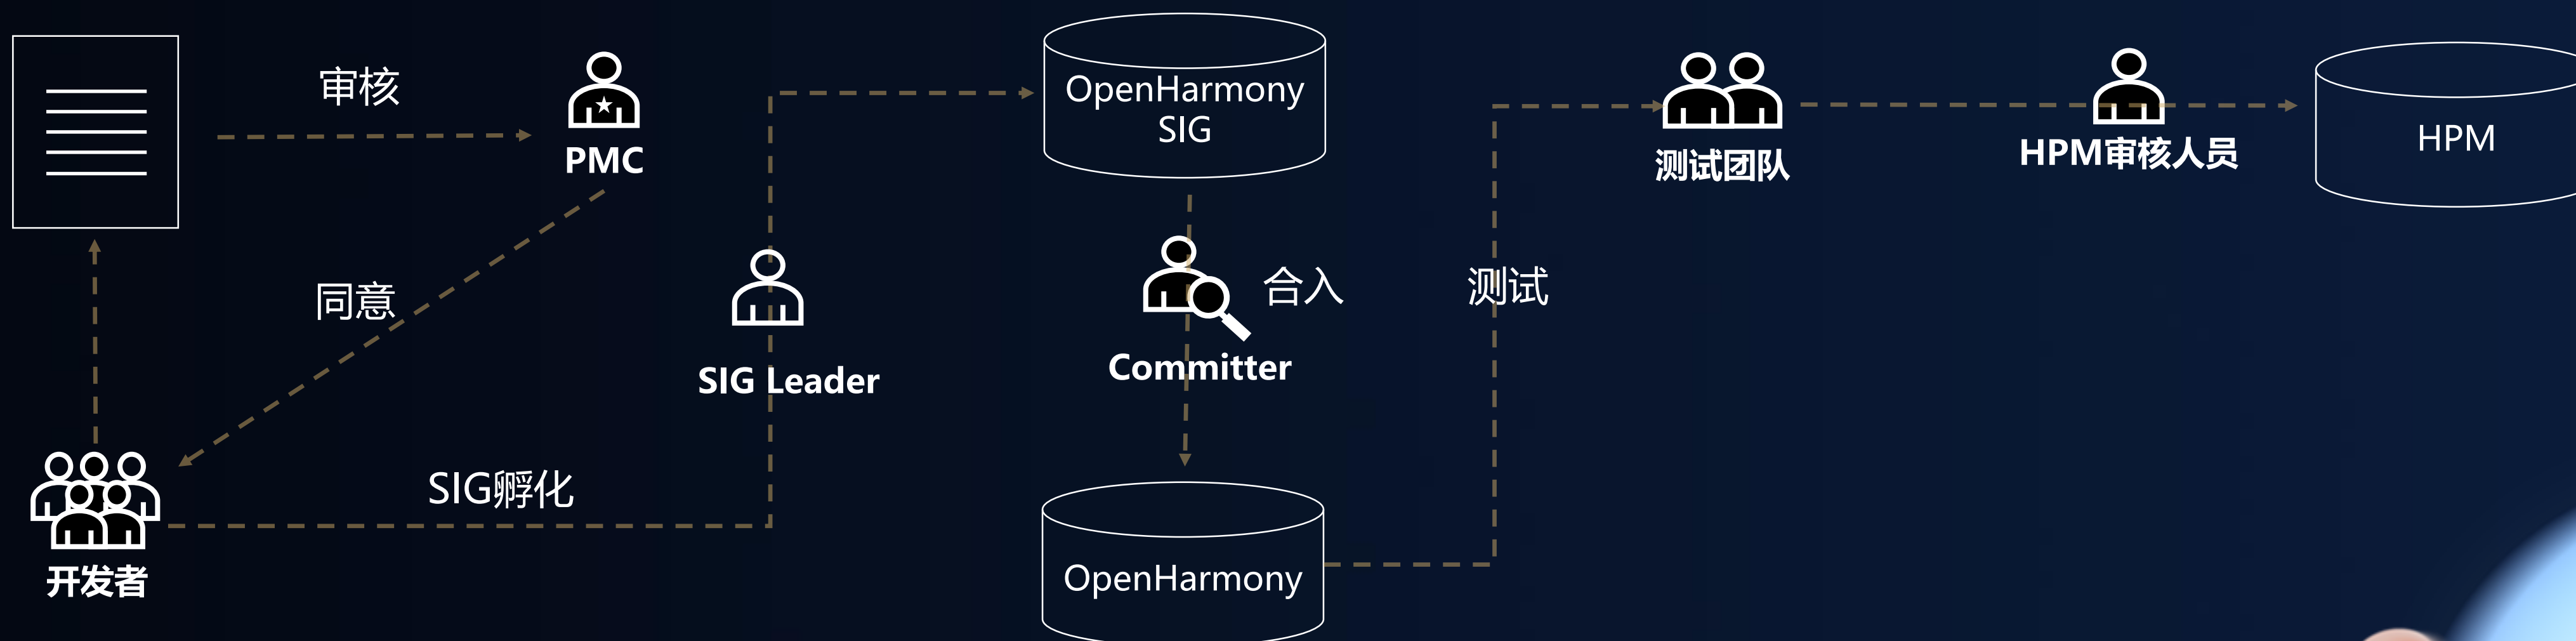 审核
PMC
同意
开发者
SIG孵化
SIG Leader
OpenHarmony
SIG
Committer
合入
OpenHarmony
测试
测试团队
HPM审核人员
HPM